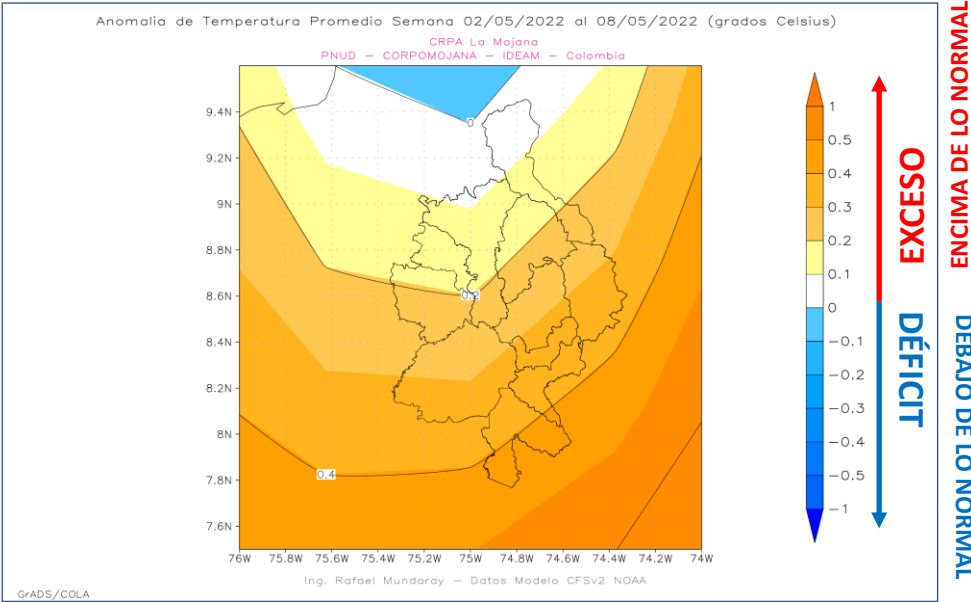 Anomalia de Temperatura Promedio Semana 02/05/2022 al 08/05/2022 (grados Celsius)
CRPA La Mojana
PNUD – CORPOMOJANA – IDEAM – Colombia
9.4N
9.2N
9N
8.8N
8.6N
8.4N
8.2N
8N
7.8N
7.6N
76W
75.8W
75.6W
75.4W
75.2W
75W
74.8W
74.6W
74.4W
74.2W
74W
0
0.2
0.4
1
0.5
0.4
0.3
0.2
0.1
0
−0.1
−0.2
−0.3
−0.4
−0.5
−1
EXCESO
DÉFICIT
ENCIMA DE LO NORMAL
DEBAJO DE LO NORMAL
Ing. Rafael Mundaray – Datos Modelo CFSv2 NOAA
GrADS/COLA